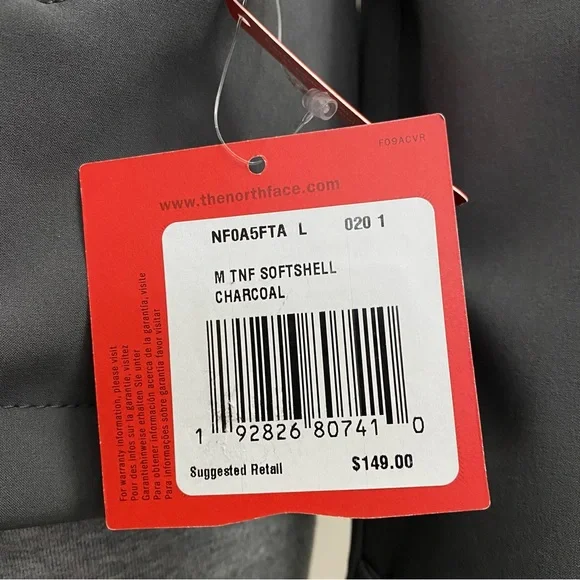 F09ACVR
www.thenorthface.com
NF0A5FTA L 020 1
M TNF SOFTSHELL
CHARCOAL
1 92826 80741 0
Suggested Retail $149.00
For warranty information, please visit
Pour des infos sur la garantie, visitez
Garantiehinweise erhalten Sie unter
Para obtener información acerca de la garantía, visite
Para informações sobre garantia favor visitar